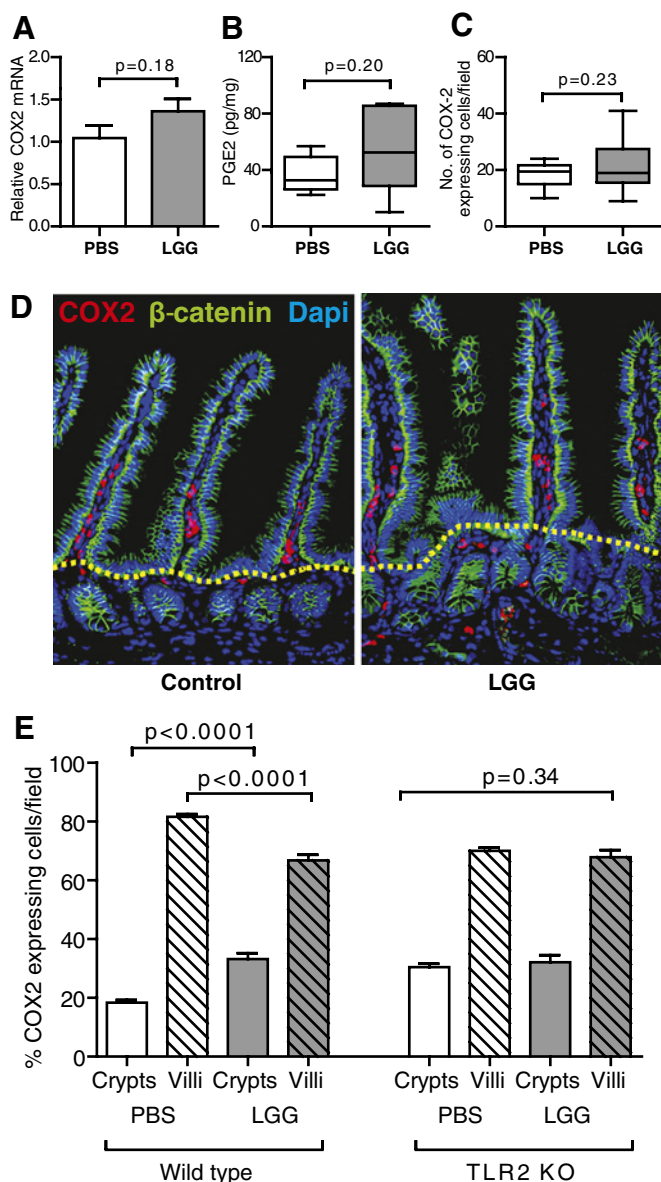 A
Relative COX2 mRNA
2.0
1.5
1.0
0.5
0.0
p=0.18
PBS LGG
B
PGE2 (pg/mg)
120
80
40
0
p=0.20
PBS LGG
C
No. of COX-2
expressing cells/field
60
40
20
0
p=0.23
PBS LGG
D
COX2 β-catenin Dapi
Control LGG
E
% COX2 expressing cells/field
100
80
60
40
20
0
p<0.0001
p<0.0001
p=0.34
Crypts Villi Crypts Villi Crypts Villi Crypts Villi
PBS LGG PBS LGG
Wild type TLR2 KO